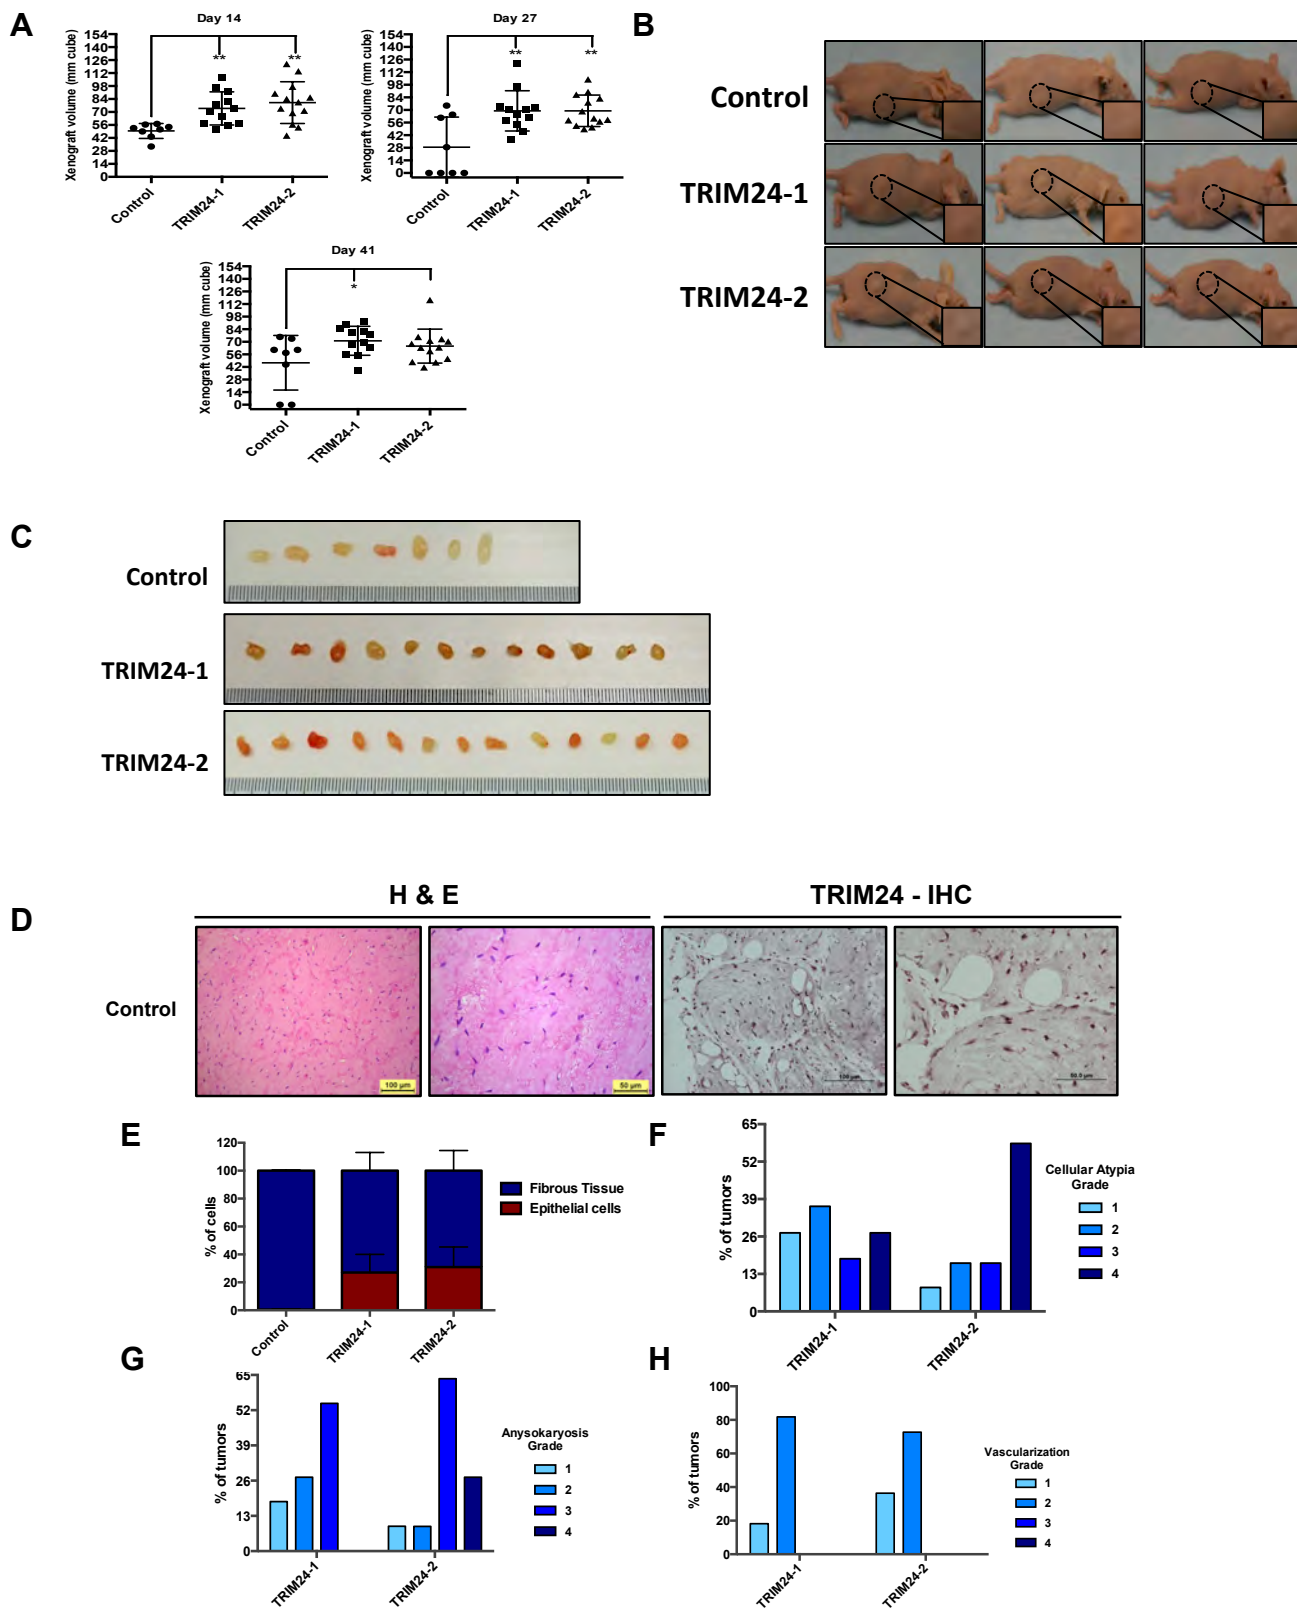 A
Day 14
Xenograft volume (mm cube)
154
140
126
112
98
84
70
56
42
28
14
0
**
**
Control
TRIM24-1
TRIM24-2
Day 27
Xenograft volume (mm cube)
154
140
126
112
98
84
70
56
42
28
14
0
**
**
Control
TRIM24-1
TRIM24-2
Day 41
Xenograft volume (mm cube)
154
140
126
112
98
84
70
56
42
28
14
0
*
Control
TRIM24-1
TRIM24-2
B
Control
TRIM24-1
TRIM24-2
C
Control
TRIM24-1
TRIM24-2
D
H & E
TRIM24 - IHC
Control
100 µm
50 µm
100 µm
50.0 µm
E
% of cells
120
100
80
60
40
20
0
Control
TRIM24-1
TRIM24-2
Fibrous Tissue
Epithelial cells
F
% of tumors
65
52
39
26
13
0
TRIM24-1
TRIM24-2
Cellular Atypia
Grade
1
2
3
4
G
% of tumors
65
52
39
26
13
0
TRIM24-1
TRIM24-2
Anysokaryosis
Grade
1
2
3
4
H
% of tumors
100
80
60
40
20
0
TRIM24-1
TRIM24-2
Vascularization
Grade
1
2
3
4